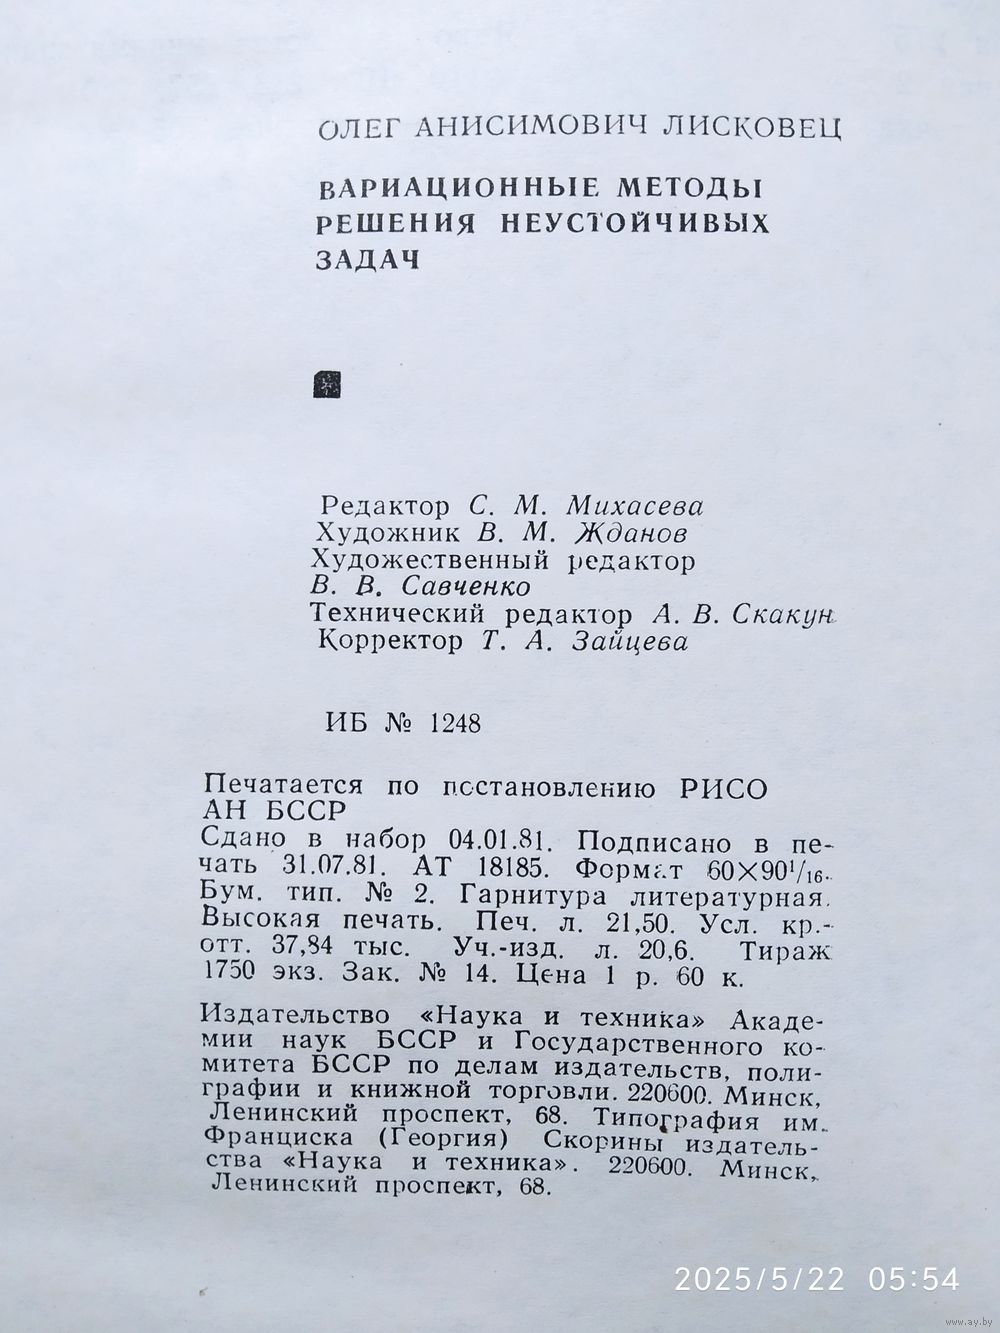 ОЛЕГ АНИСИМОВИЧ ЛИСКОВЕЦ
ВАРИАЦИОННЫЕ МЕТОДЫ
РЕШЕНИЯ НЕУСТОЙЧИВЫХ
ЗАДАЧ
Редактор С. М. Михасева
Художник В. М. Жданов
Художественный редактор
В. В. Савченко
Технический редактор А. В. Скакун
Корректор Т. А. Зайцева
ИБ № 1248
Печатается по постановлению РИСО
АН БССР
Сдано в набор 04.01.81. Подписано в пе-
чать 31.07.81. АТ 18185. Формат 60×90¹/₁₆.
Бум. тип. № 2. Гарнитура литературная.
Высокая печать. Печ. л. 21,50. Усл. кр.-
отт. 37,84 тыс. Уч.-изд. л. 20,6. Тираж
1750 экз. Зак. № 14. Цена 1 р. 60 к.
Издательство «Наука и техника» Акаде-
мии наук БССР и Государственного ко-
митета БССР по делам издательств, поли-
графии и книжной торговли. 220600. Минск,
Ленинский проспект, 68. Типография им.
Франциска (Георгия) Скорины издатель-
ства «Наука и техника». 220600. Минск,
Ленинский проспект, 68.
2025/5/22 05:54
www.ay.by